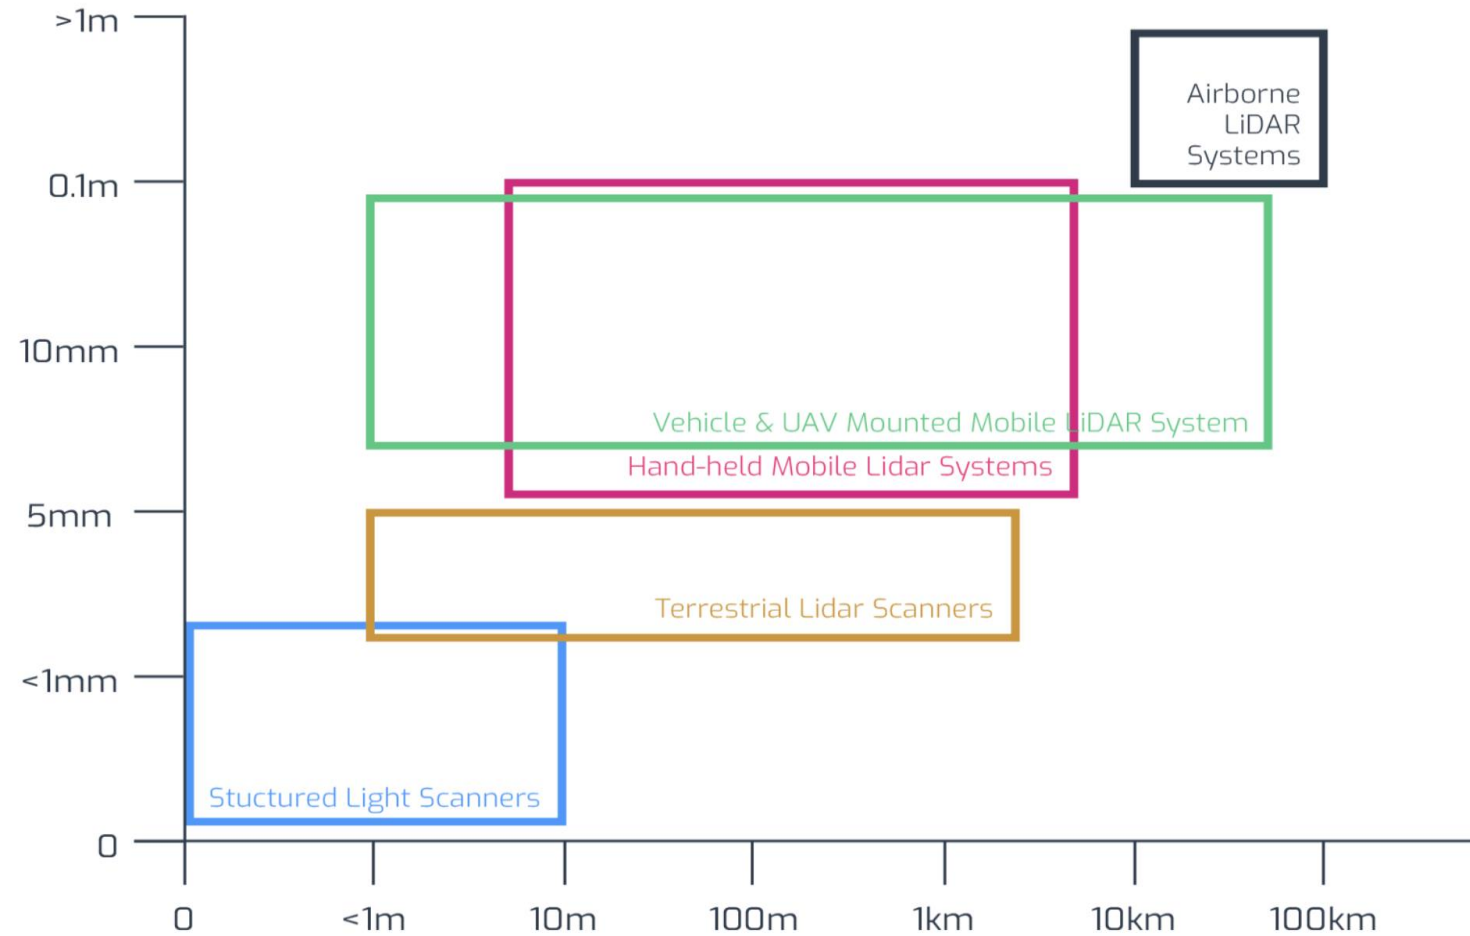 >1m
Airborne
LiDAR
Systems
0.1m
10mm
Vehicle & UAV Mounted Mobile LiDAR System
Hand-held Mobile Lidar Systems
5mm
Terrestrial Lidar Scanners
<1mm
Stuctured Light Scanners
0
0 <1m 10m 100m 1km 10km 100km